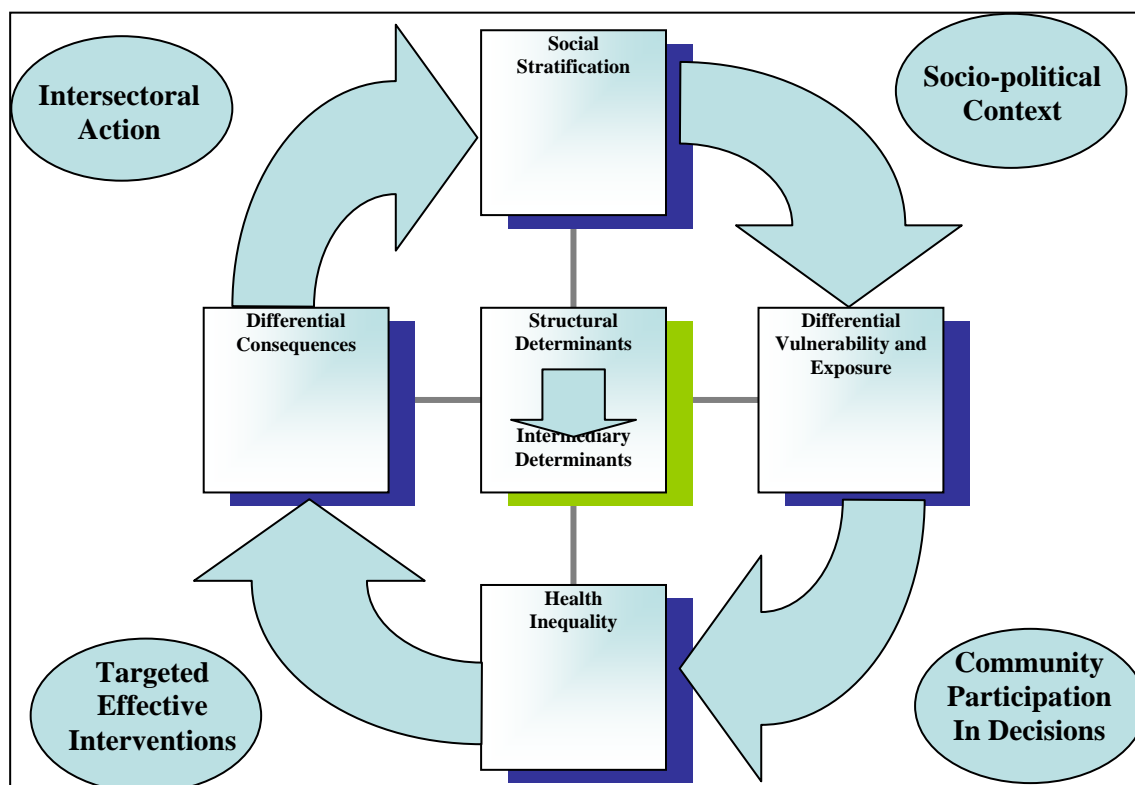 Social
Stratification
Intersectoral
Action
Socio-political
Context
Differential
Consequences
Structural
Determinants
Intermediary
Determinants
Differential
Vulnerability and
Exposure
Health
Inequality
Targeted
Effective
Interventions
Community
Participation
In Decisions